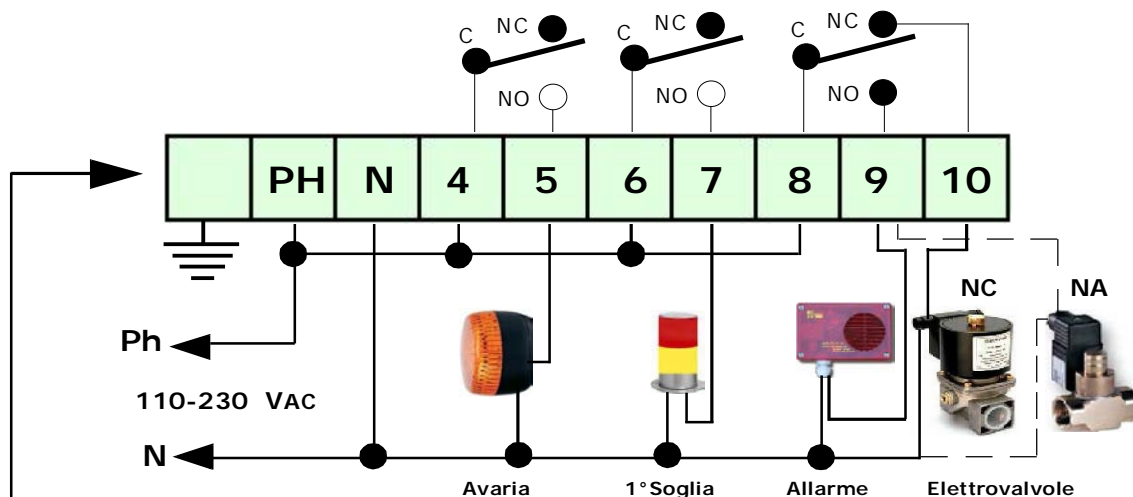 C NC C NC C NC
NO NO NO
PH N 4 5 6 7 8 9 10
NC NA
Ph
110-230 VAC
N
Avaria 1°Soglia Allarme Elettrovalvole